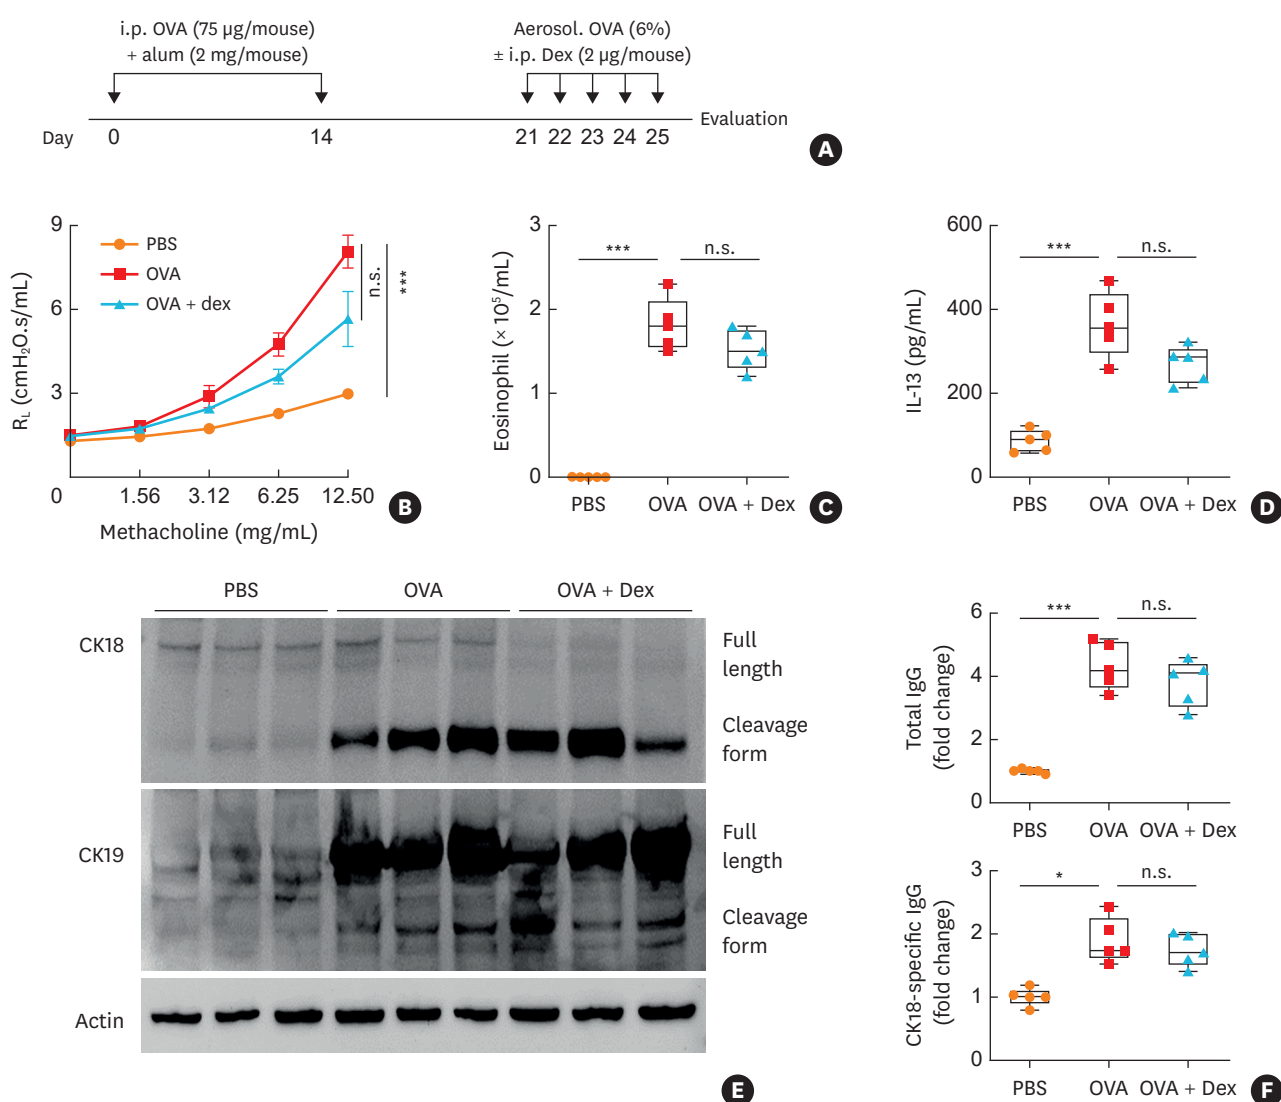 i.p. OVA (75 µg/mouse)
+ alum (2 mg/mouse)
Aerosol. OVA (6%)
± i.p. Dex (2 µg/mouse)
Day
0
14
21
22
23
24
25
Evaluation
A
9
6
3
0
R_L (cmH₂O.s/mL)
PBS
OVA
OVA + dex
n.s.
***
1.56
3.12
6.25
12.50
Methacholine (mg/mL)
B
3
2
1
0
Eosinophil (× 10⁵/mL)
***
n.s.
PBS
OVA
OVA + Dex
C
600
400
200
0
IL-13 (pg/mL)
***
n.s.
PBS
OVA
OVA + Dex
D
PBS
OVA
OVA + Dex
CK18
Full
length
Cleavage
form
CK19
Full
length
Cleavage
form
Actin
E
6
4
2
0
Total IgG
(fold change)
***
n.s.
PBS
OVA
OVA + Dex
3
2
1
0
CK18-specific IgG
(fold change)
*
n.s.
PBS
OVA
OVA + Dex
F